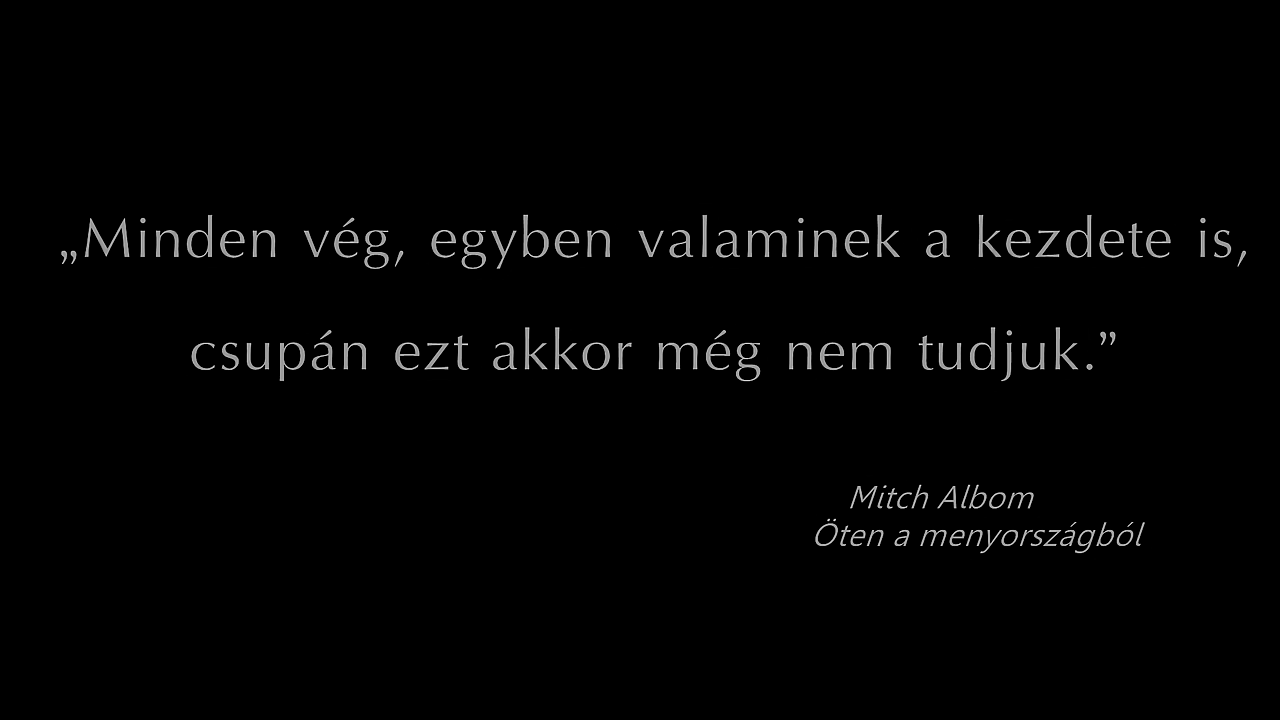 „Minden vég, egyben valaminek a kezdete is,
csupán ezt akkor még nem tudjuk.”
Mitch Albom
Öten a menyországból